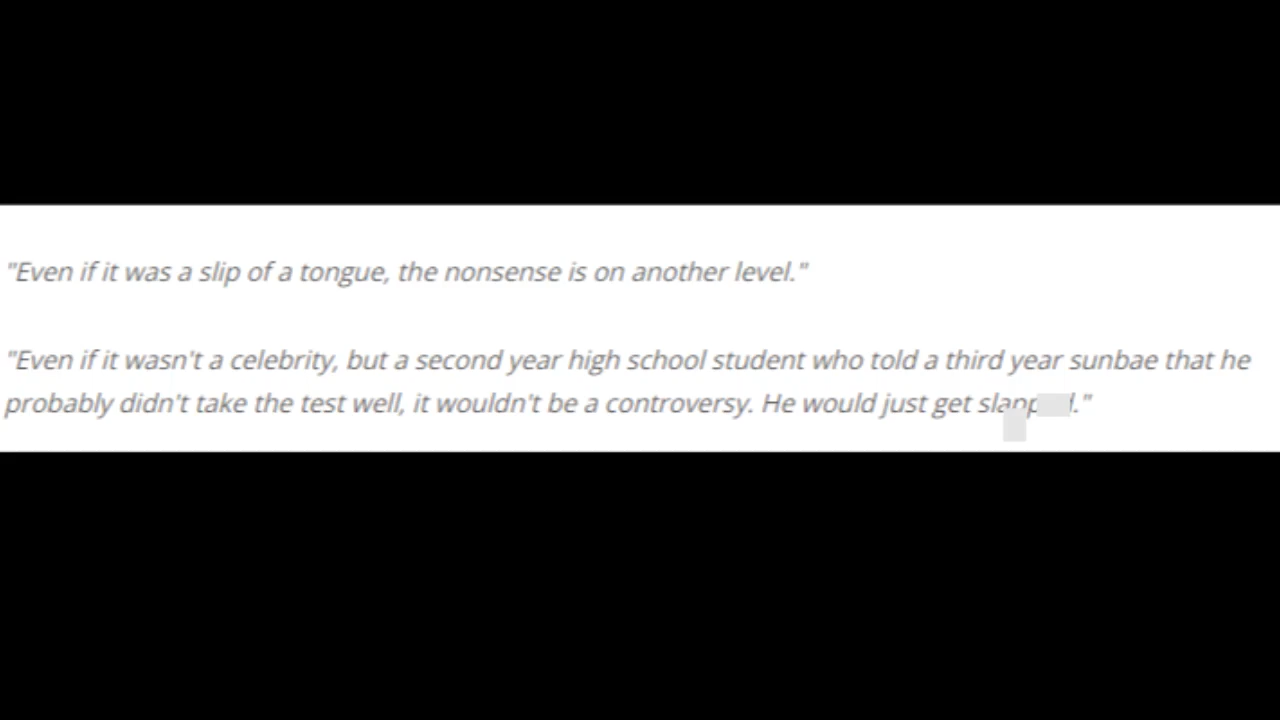 "Even if it was a slip of a tongue, the nonsense is on another level."
"Even if it wasn't a celebrity, but a second year high school student who told a third year sunbae that he
probably didn't take the test well, it wouldn't be a controversy. He would just get